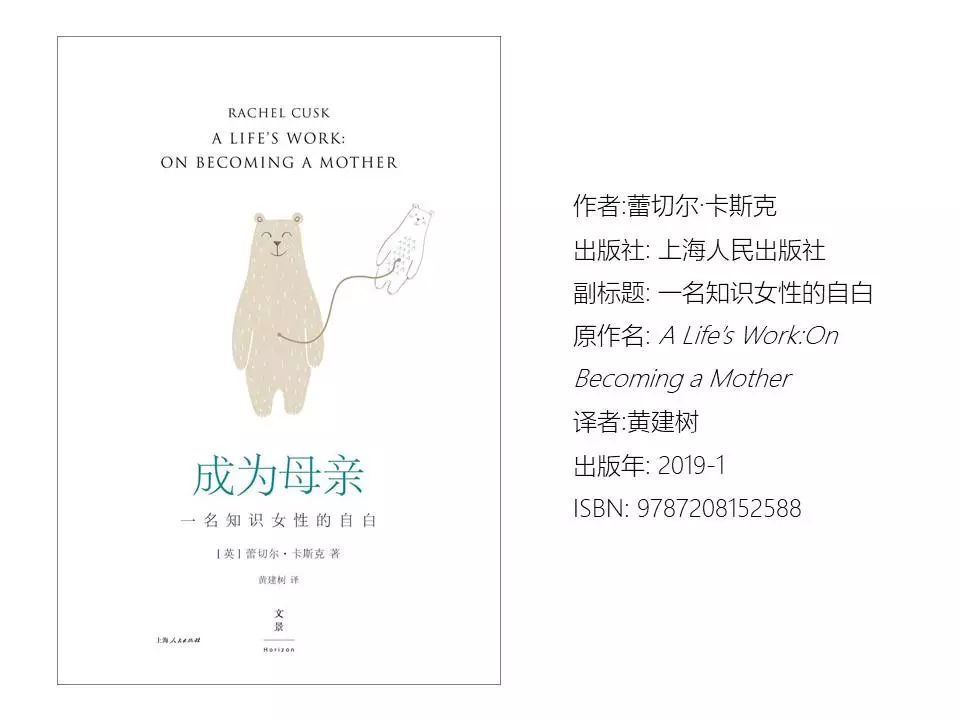 RACHEL CUSK
A LIFE'S WORK:
ON BECOMING A MOTHER
成为母亲
一名知识女性的自白
[英] 蕾切尔·卡斯克 著
黄建树 译
文
景
Horizon
上海人民出版社
作者:蕾切尔·卡斯克
出版社: 上海人民出版社
副标题: 一名知识女性的自白
原作名: A Life's Work:On
Becoming a Mother
译者:黄建树
出版年: 2019-1
ISBN: 9787208152588